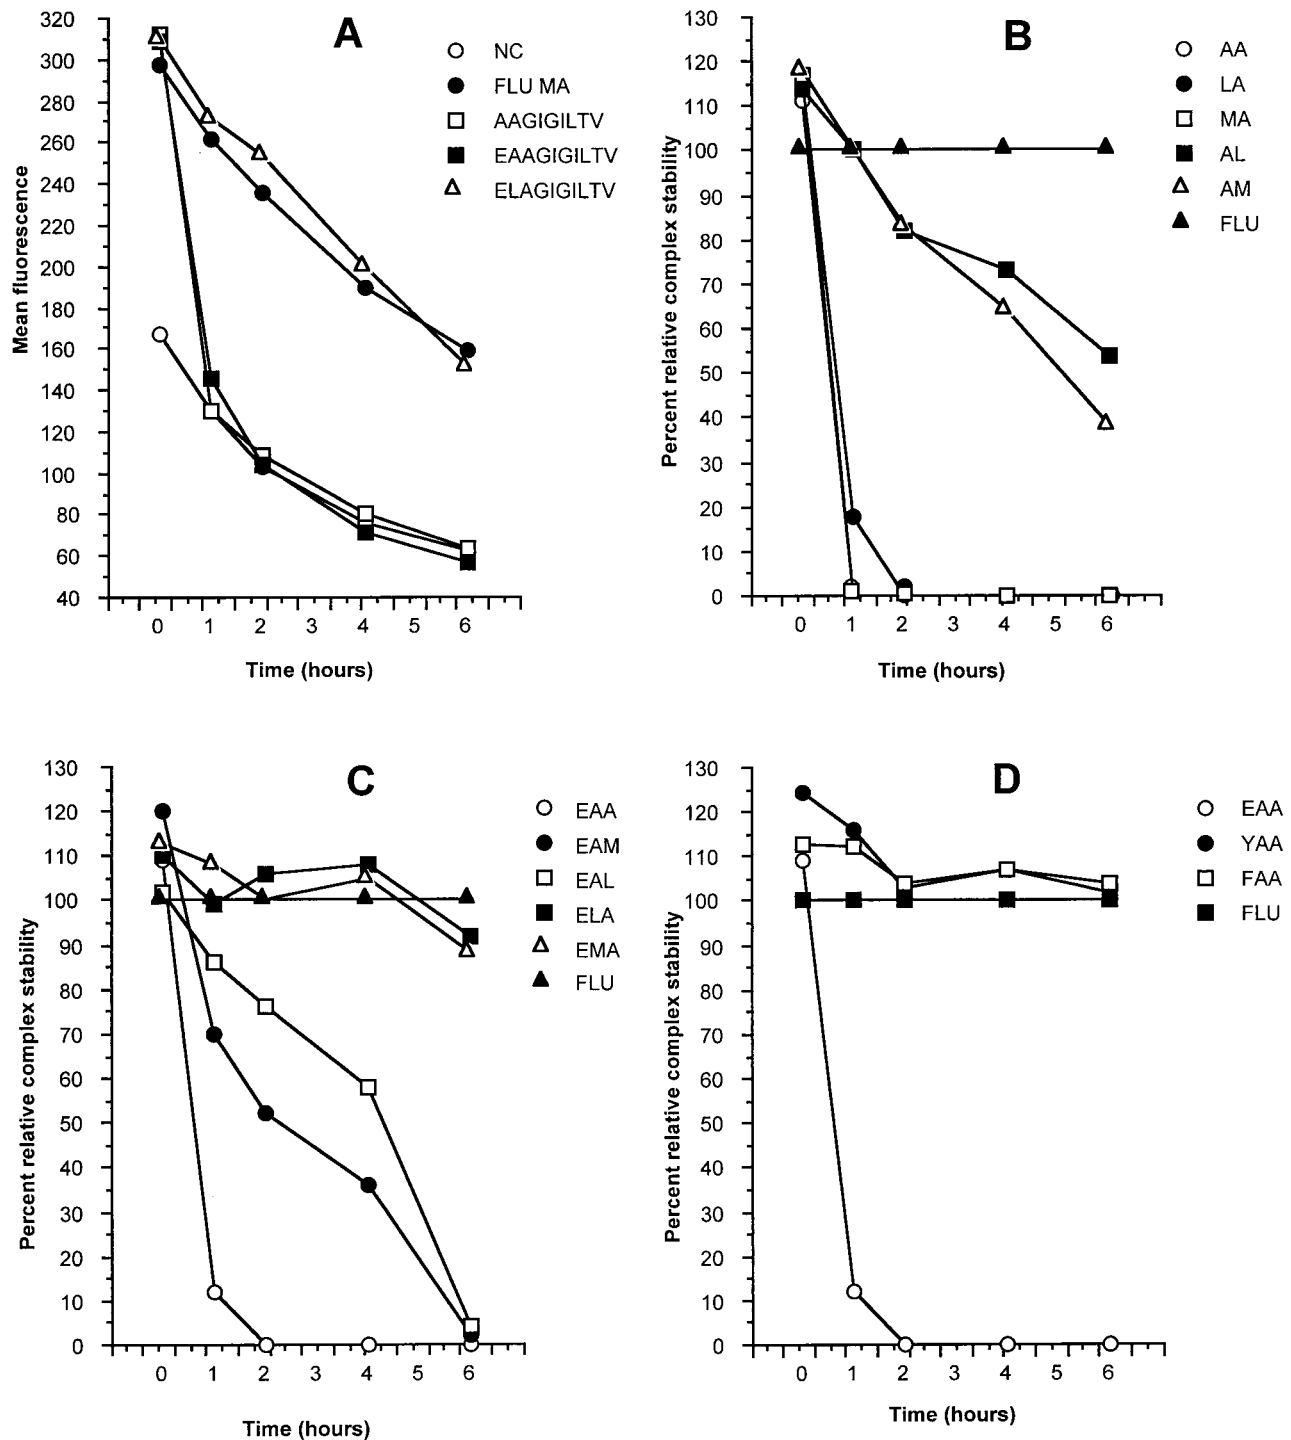 A
320
300
280
260
240
220
200
180
160
140
120
100
80
60
40
Mean fluorescence
0 1 2 3 4 5 6
Time (hours)
NC
FLU MA
AAGIGILTV
EAAGIGILTV
ELAGIGILTV
B
130
120
110
100
90
80
70
60
50
40
30
20
10
0
Percent relative complex stability
0 1 2 3 4 5 6
Time (hours)
AA
LA
MA
AL
AM
FLU
C
130
120
110
100
90
80
70
60
50
40
30
20
10
0
Percent relative complex stability
0 1 2 3 4 5 6
Time (hours)
EAA
EAM
EAL
ELA
EMA
FLU
D
130
120
110
100
90
80
70
60
50
40
30
20
10
0
Percent relative complex stability
0 1 2 3 4 5 6
Time (hours)
EAA
YAA
FAA
FLU